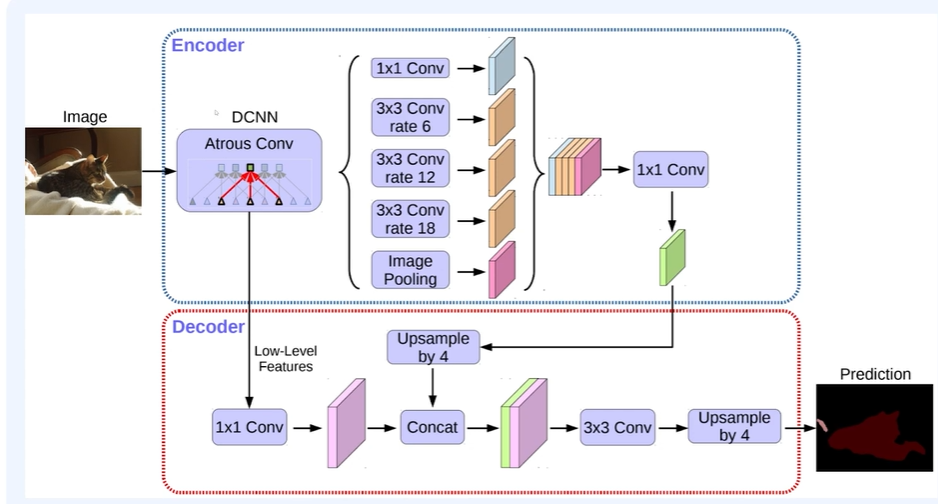 Encoder
Image
DCNN
Atrous Conv
1x1 Conv
3x3 Conv
rate 6
3x3 Conv
rate 12
3x3 Conv
rate 18
Image
Pooling
1x1 Conv
Decoder
Low-Level
Features
Upsample
by 4
1x1 Conv
Concat
3x3 Conv
Upsample
by 4
Prediction